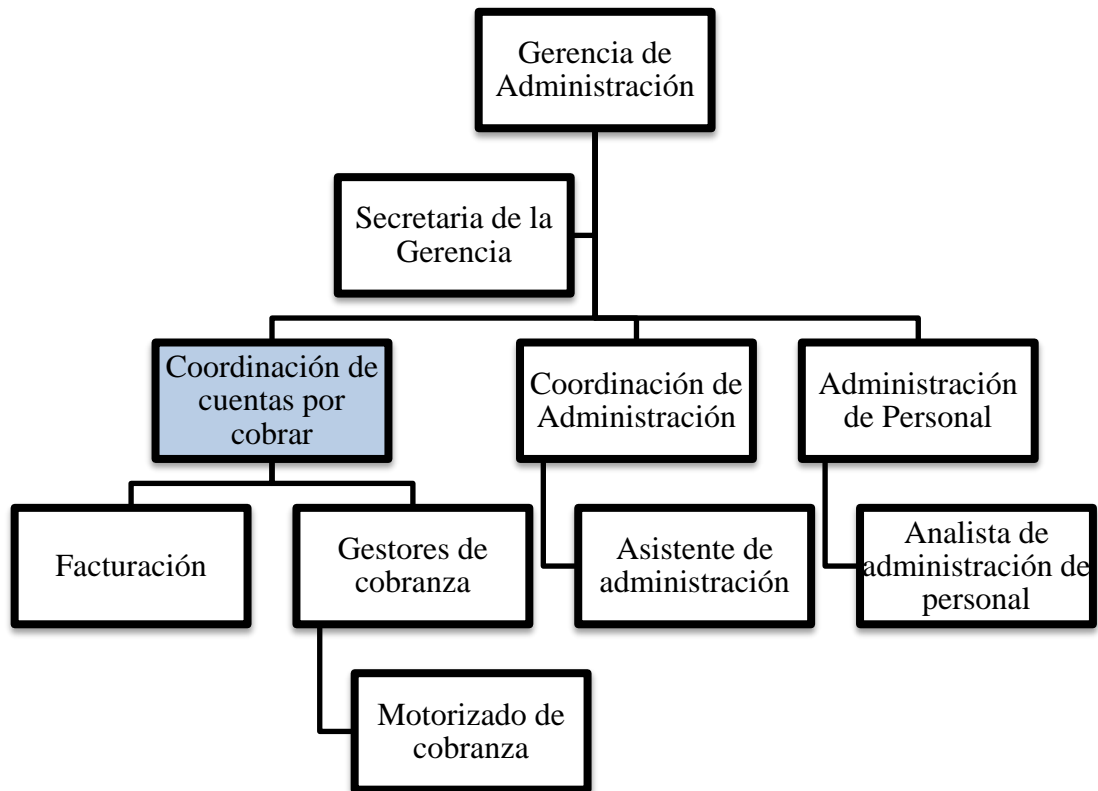 Gerencia de
Administración
Secretaria de la
Gerencia
Coordinación de
cuentas por
cobrar
Coordinación de
Administración
Administración
de Personal
Facturación
Gestores de
cobranza
Asistente de
administración
Analista de
administración de
personal
Motorizado de
cobranza